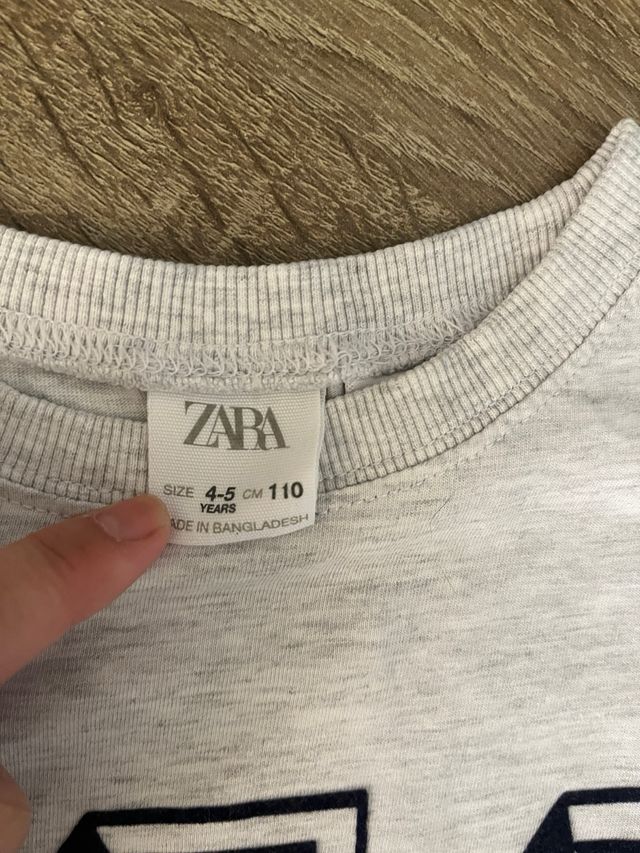 ZARA
SIZE 4-5 CM 110
YEARS
ADE IN BANGLADESH